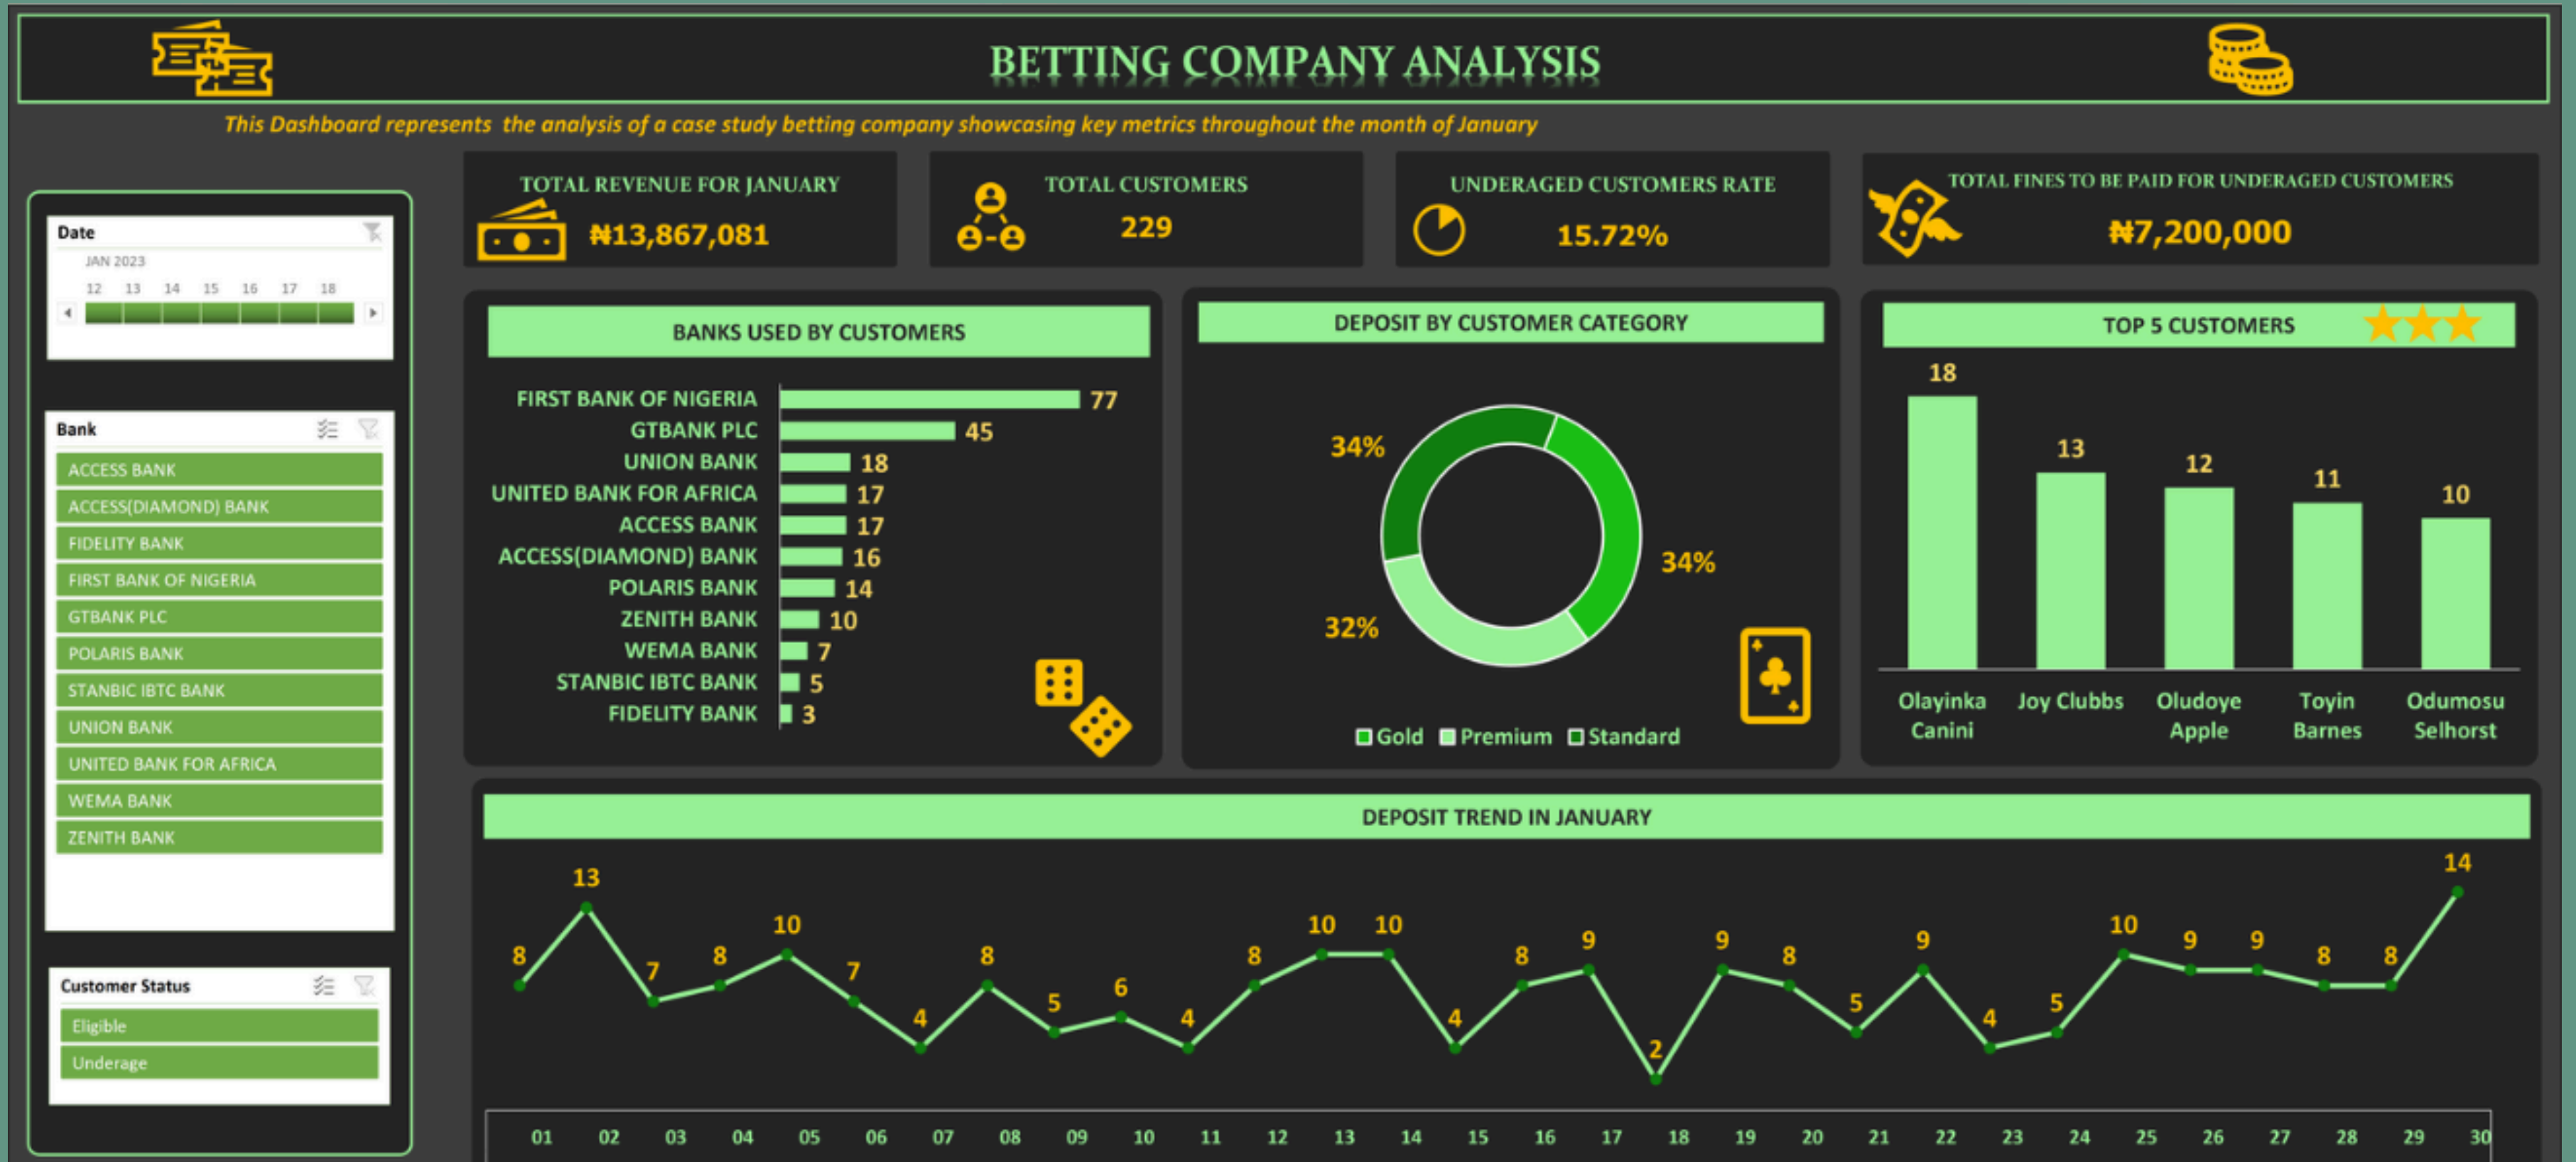 BETTING COMPANY ANALYSIS
This Dashboard represents the analysis of a case study betting company showcasing key metrics throughout the month of January
TOTAL REVENUE FOR JANUARY
₦13,867,081
TOTAL CUSTOMERS
229
UNDERAGED CUSTOMERS RATE
15.72%
TOTAL FINES TO BE PAID FOR UNDERAGED CUSTOMERS
₦7,200,000
Date
JAN 2023
12 13 14 15 16 17 18
Bank
ACCESS BANK
ACCESS(DIAMOND) BANK
FIDELITY BANK
FIRST BANK OF NIGERIA
GTBANK PLC
POLARIS BANK
STANBIC IBTC BANK
UNION BANK
UNITED BANK FOR AFRICA
WEMA BANK
ZENITH BANK
Customer Status
Eligible
Underage
BANKS USED BY CUSTOMERS
FIRST BANK OF NIGERIA 77
GTBANK PLC 45
UNION BANK 18
UNITED BANK FOR AFRICA 17
ACCESS BANK 17
ACCESS(DIAMOND) BANK 16
POLARIS BANK 14
ZENITH BANK 10
WEMA BANK 7
STANBIC IBTC BANK 5
FIDELITY BANK 3
DEPOSIT BY CUSTOMER CATEGORY
34%
34%
32%
Gold Premium Standard
TOP 5 CUSTOMERS
18 13 12 11 10
Olayinka Joy Clubbs Oludoye Toyin Odumosu
Canini Apple Barnes Selhorst
DEPOSIT TREND IN JANUARY
8 13 7 8 10 7 4 8 5 6 4 8 10 10 4 8 9 2 9 8 5 9 4 5 10 9 9 8 8 14
01 02 03 04 05 06 07 08 09 10 11 12 13 14 15 16 17 18 19 20 21 22 23 24 25 26 27 28 29 30